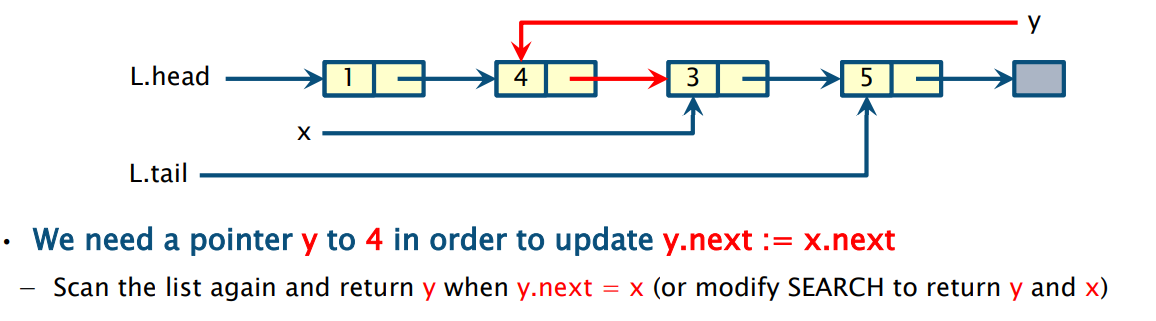 y
L.head 1 4 3 5
x
L.tail
• We need a pointer y to 4 in order to update y.next := x.next
– Scan the list again and return y when y.next = x (or modify SEARCH to return y and x)